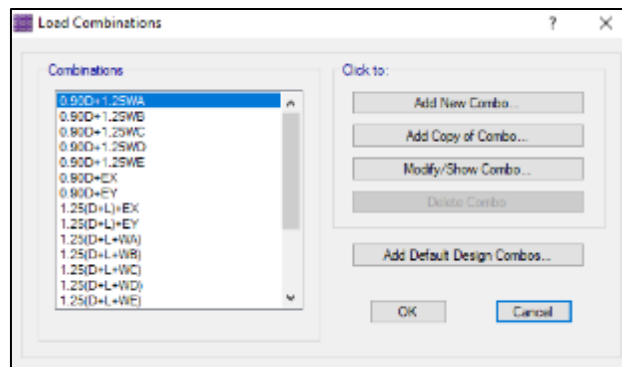 Load Combinations
?
Combinations
0.90D+1.25WA
0.90D+1.25WB
0.90D+1.25WC
0.90D+1.25WD
0.90D+1.25WE
0.90D+EX
0.90D+EY
1.25(D+L)+EX
1.25(D+L)+EY
1.25(D+L+WA)
1.25(D+L+WB)
1.25(D+L+WC)
1.25(D+L+WD)
1.25(D+L+WE)
Click to:
Add New Combo...
Add Copy of Combo...
Modify/Show Combo...
Delete Combo
Add Default Design Combos...
OK
Cancel